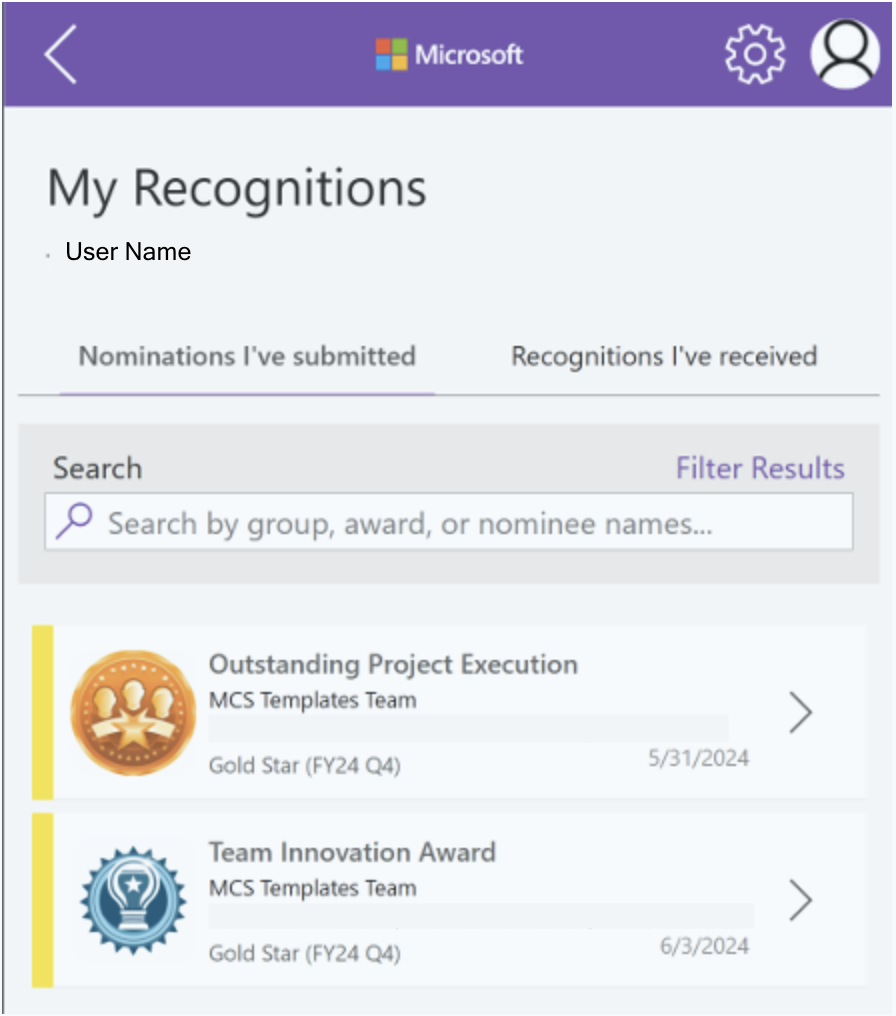 Microsoft
My Recognitions
User Name
Nominations I've submitted
Recognitions I've received
Search
Filter Results
Search by group, award, or nominee names...
Outstanding Project Execution
MCS Templates Team
Gold Star (FY24 Q4)
5/31/2024
Team Innovation Award
MCS Templates Team
Gold Star (FY24 Q4)
6/3/2024